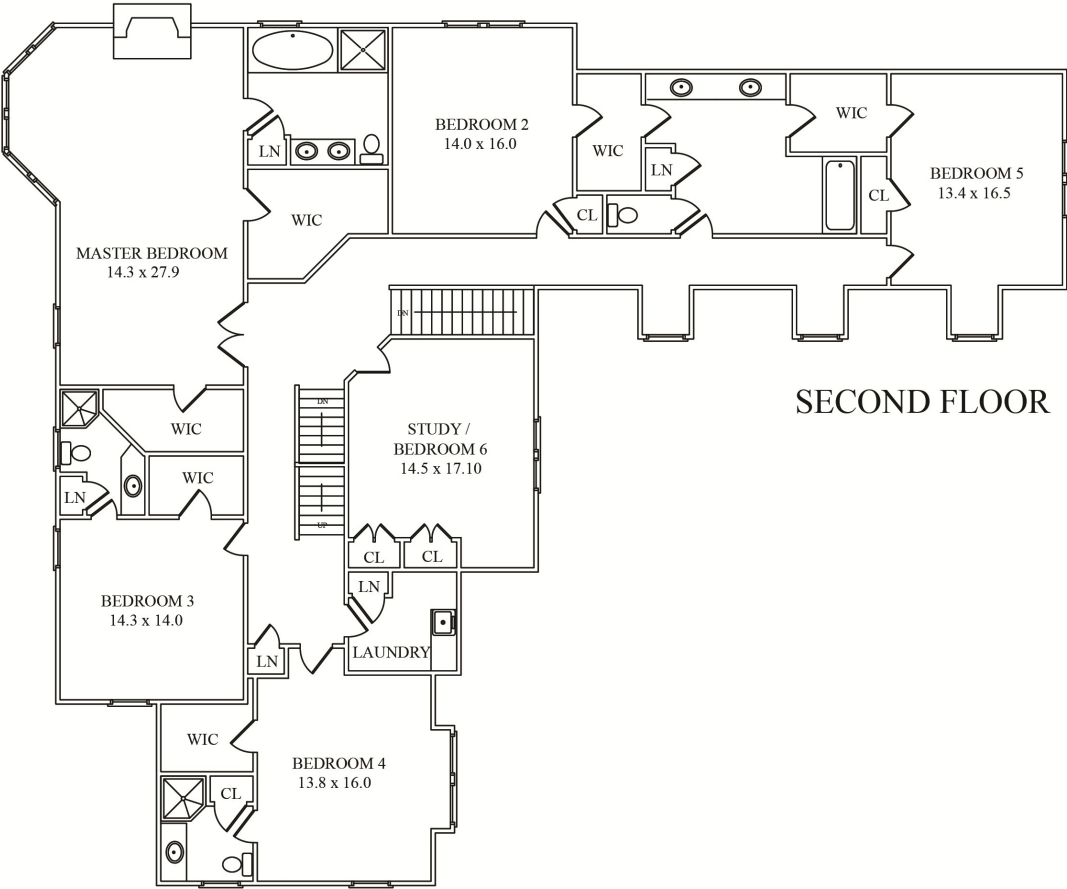 BEDROOM 2
14.0 x 16.0
WIC
WIC
LN
LN
WIC
CL
CL
BEDROOM 5
13.4 x 16.5
WIC
MASTER BEDROOM
14.3 x 27.9
DN
SECOND FLOOR
DN
WIC
STUDY /
BEDROOM 6
14.5 x 17.10
WIC
LN
UP
CL
CL
LN
BEDROOM 3
14.3 x 14.0
LAUNDRY
LN
WIC
BEDROOM 4
13.8 x 16.0
CL